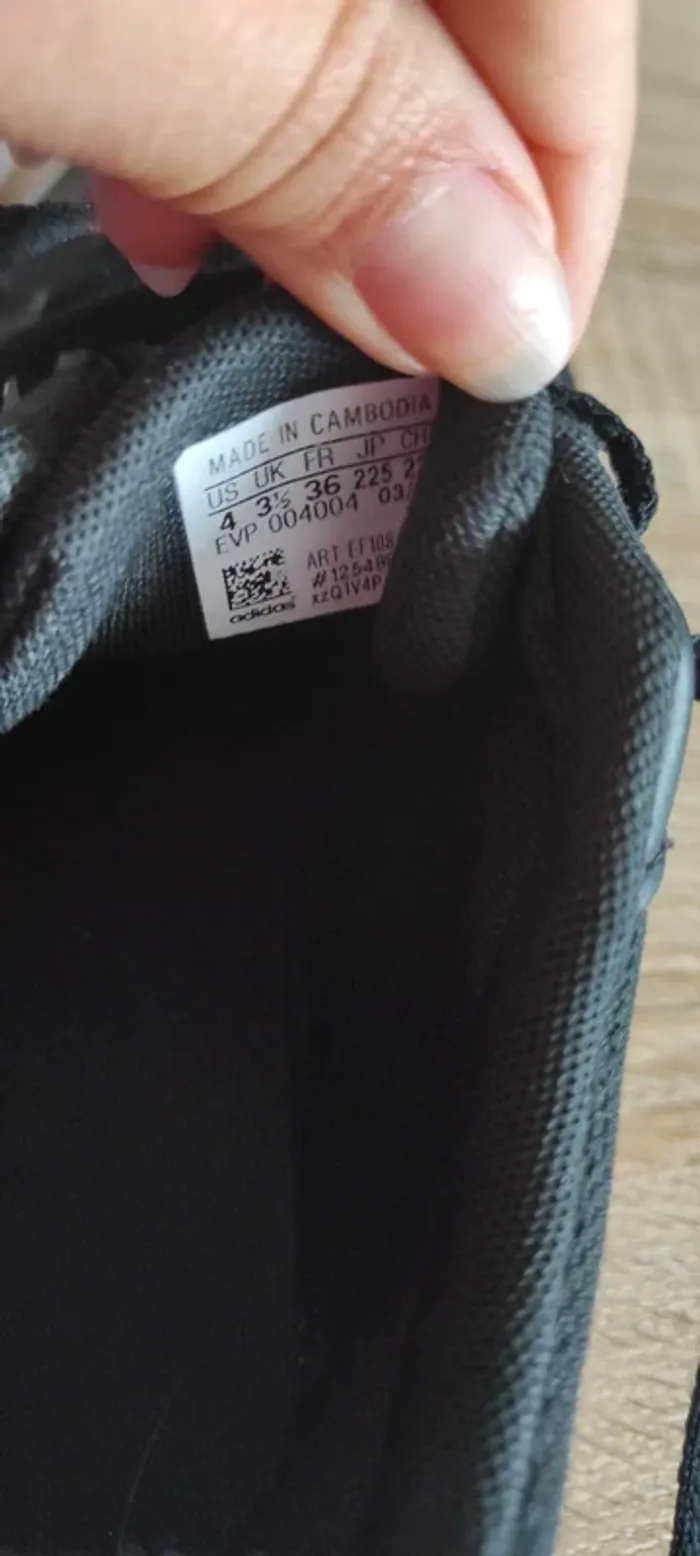 MADE IN CAMBODIA
US UK FR JP CH
4 3½ 36 225
EVP 004004 03/
ART EF108
#12548
xzQ1V4P
adidas